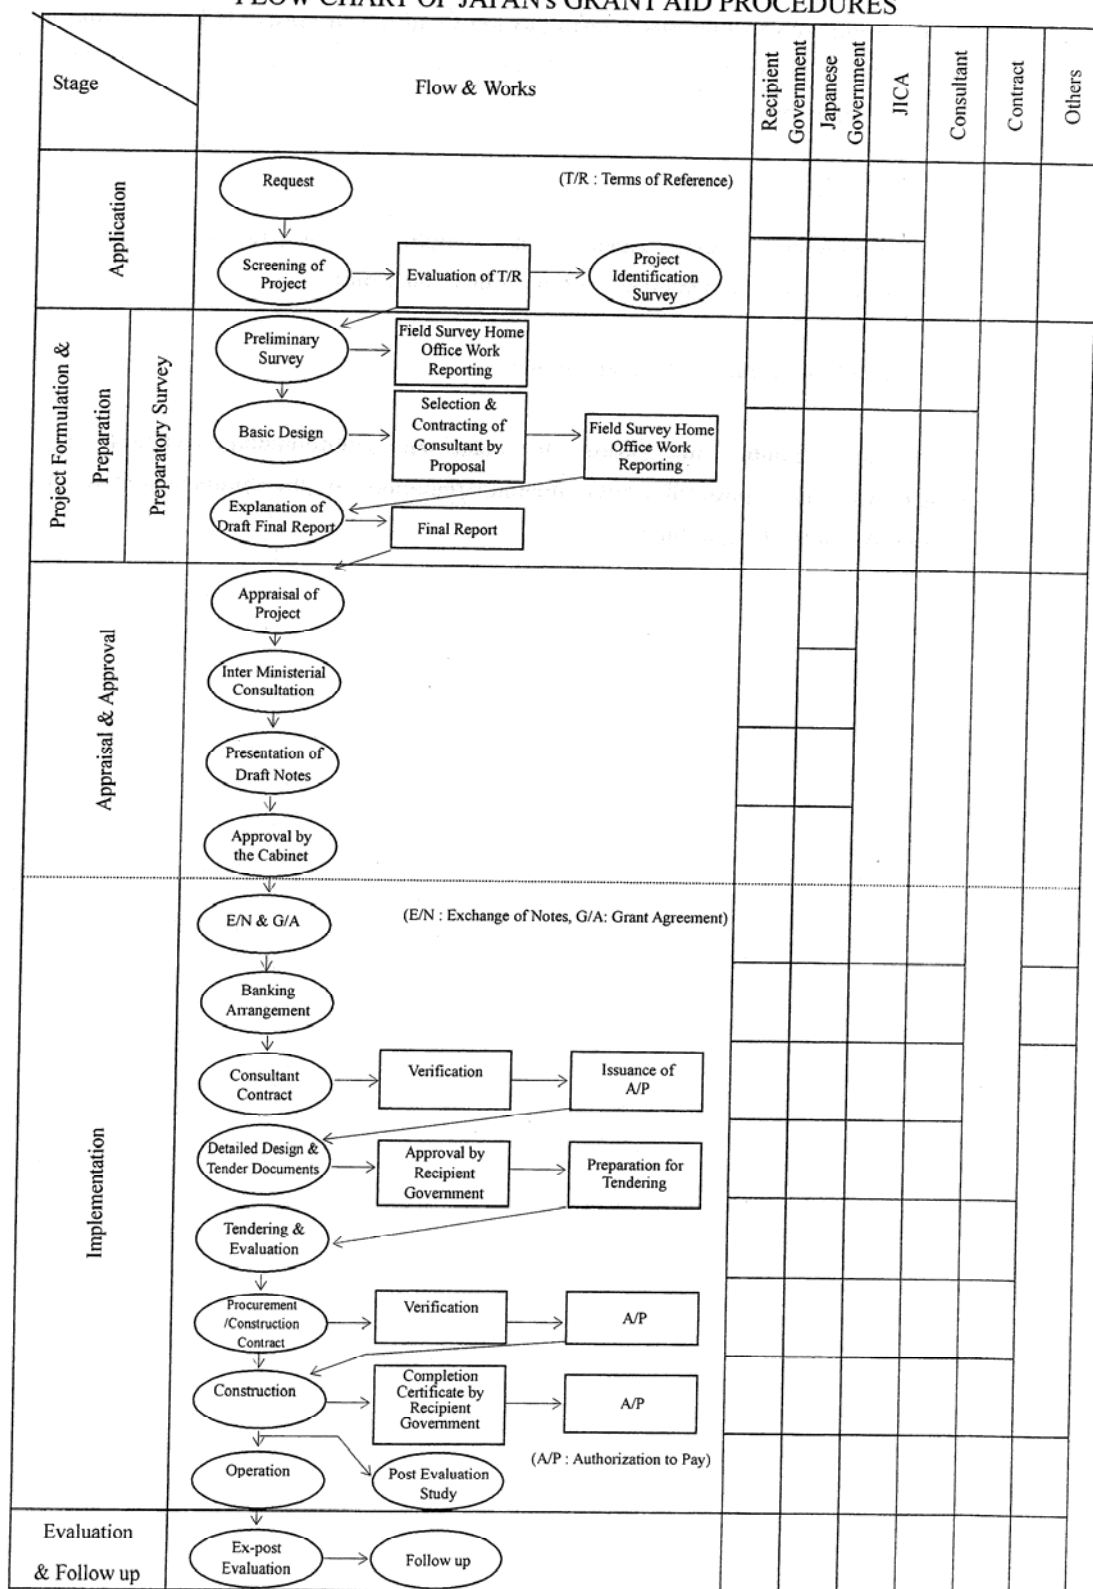 FLOW CHART OF JAPAN's GRANT AID PROCEDURES
Stage
Flow & Works
Recipient
Government
Japanese
Government
JICA
Consultant
Contract
Others
Application
Request
(T/R : Terms of Reference)
Screening of
Project
Evaluation of T/R
Project
Identification
Survey
Project Formulation &
Preparation
Preparatory Survey
Preliminary
Survey
Field Survey Home
Office Work
Reporting
Basic Design
Selection &
Contracting of
Consultant by
Proposal
Field Survey Home
Office Work
Reporting
Explanation of
Draft Final Report
Final Report
Appraisal & Approval
Appraisal of
Project
Inter Ministerial
Consultation
Presentation of
Draft Notes
Approval by
the Cabinet
Implementation
E/N & G/A
(E/N : Exchange of Notes, G/A: Grant Agreement)
Banking
Arrangement
Consultant
Contract
Verification
Issuance of
A/P
Detailed Design &
Tender Documents
Approval by
Recipient
Government
Preparation for
Tendering
Tendering &
Evaluation
Procurement
/Construction
Contract
Verification
A/P
Construction
Completion
Certificate by
Recipient
Government
A/P
Operation
Post Evaluation
Study
(A/P : Authorization to Pay)
Evaluation
& Follow up
Ex-post
Evaluation
Follow up